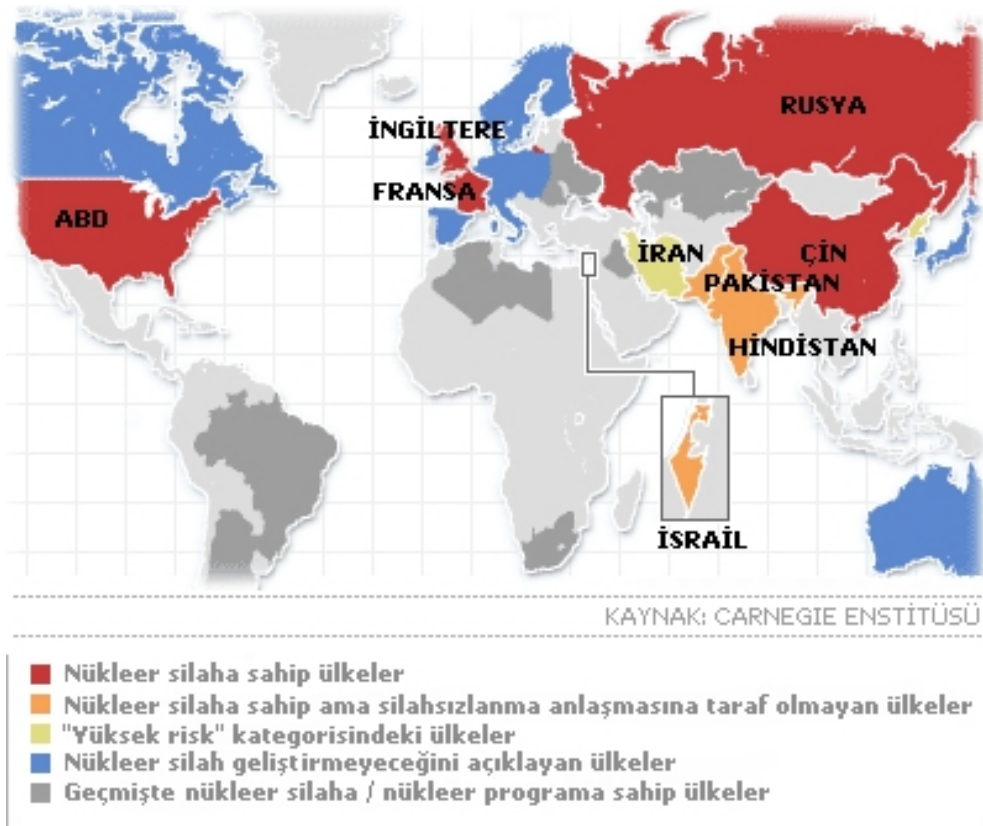 RUSYA
İNGİLTERE
FRANSA
ABD
İRAN
ÇİN
PAKİSTAN
HİNDİSTAN
İSRAİL
KAYNAK: CARNEGIE ENSTİTÜSÜ
Nükleer silaha sahip ülkeler
Nükleer silaha sahip ama silahsızlanma anlaşmasına taraf olmayan ülkeler
"Yüksek risk" kategorisindeki ülkeler
Nükleer silah geliştirmeyeceğini açıklayan ülkeler
Geçmişte nükleer silaha / nükleer programa sahip ülkeler